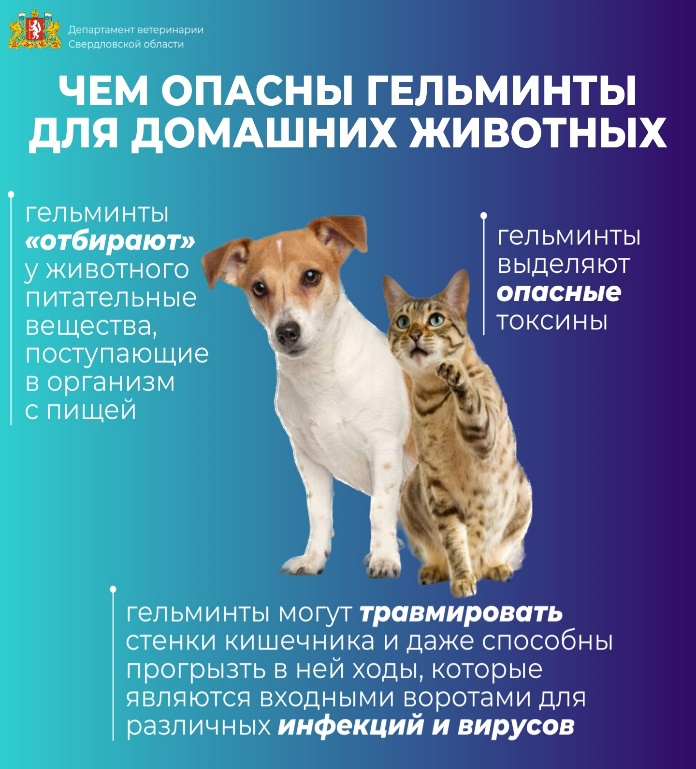 Департамент ветеринарии
Свердловской области
ЧЕМ ОПАСНЫ ГЕЛЬМИНТЫ
ДЛЯ ДОМАШНИХ ЖИВОТНЫХ
гельминты
«отбирают»
у животного
питательные
вещества,
поступающие
в организм
с пищей
гельминты
выделяют
опасные
токсины
гельминты могут травмировать
стенки кишечника и даже способны
прогрызть в ней ходы, которые
являются входными воротами для
различных инфекций и вирусов